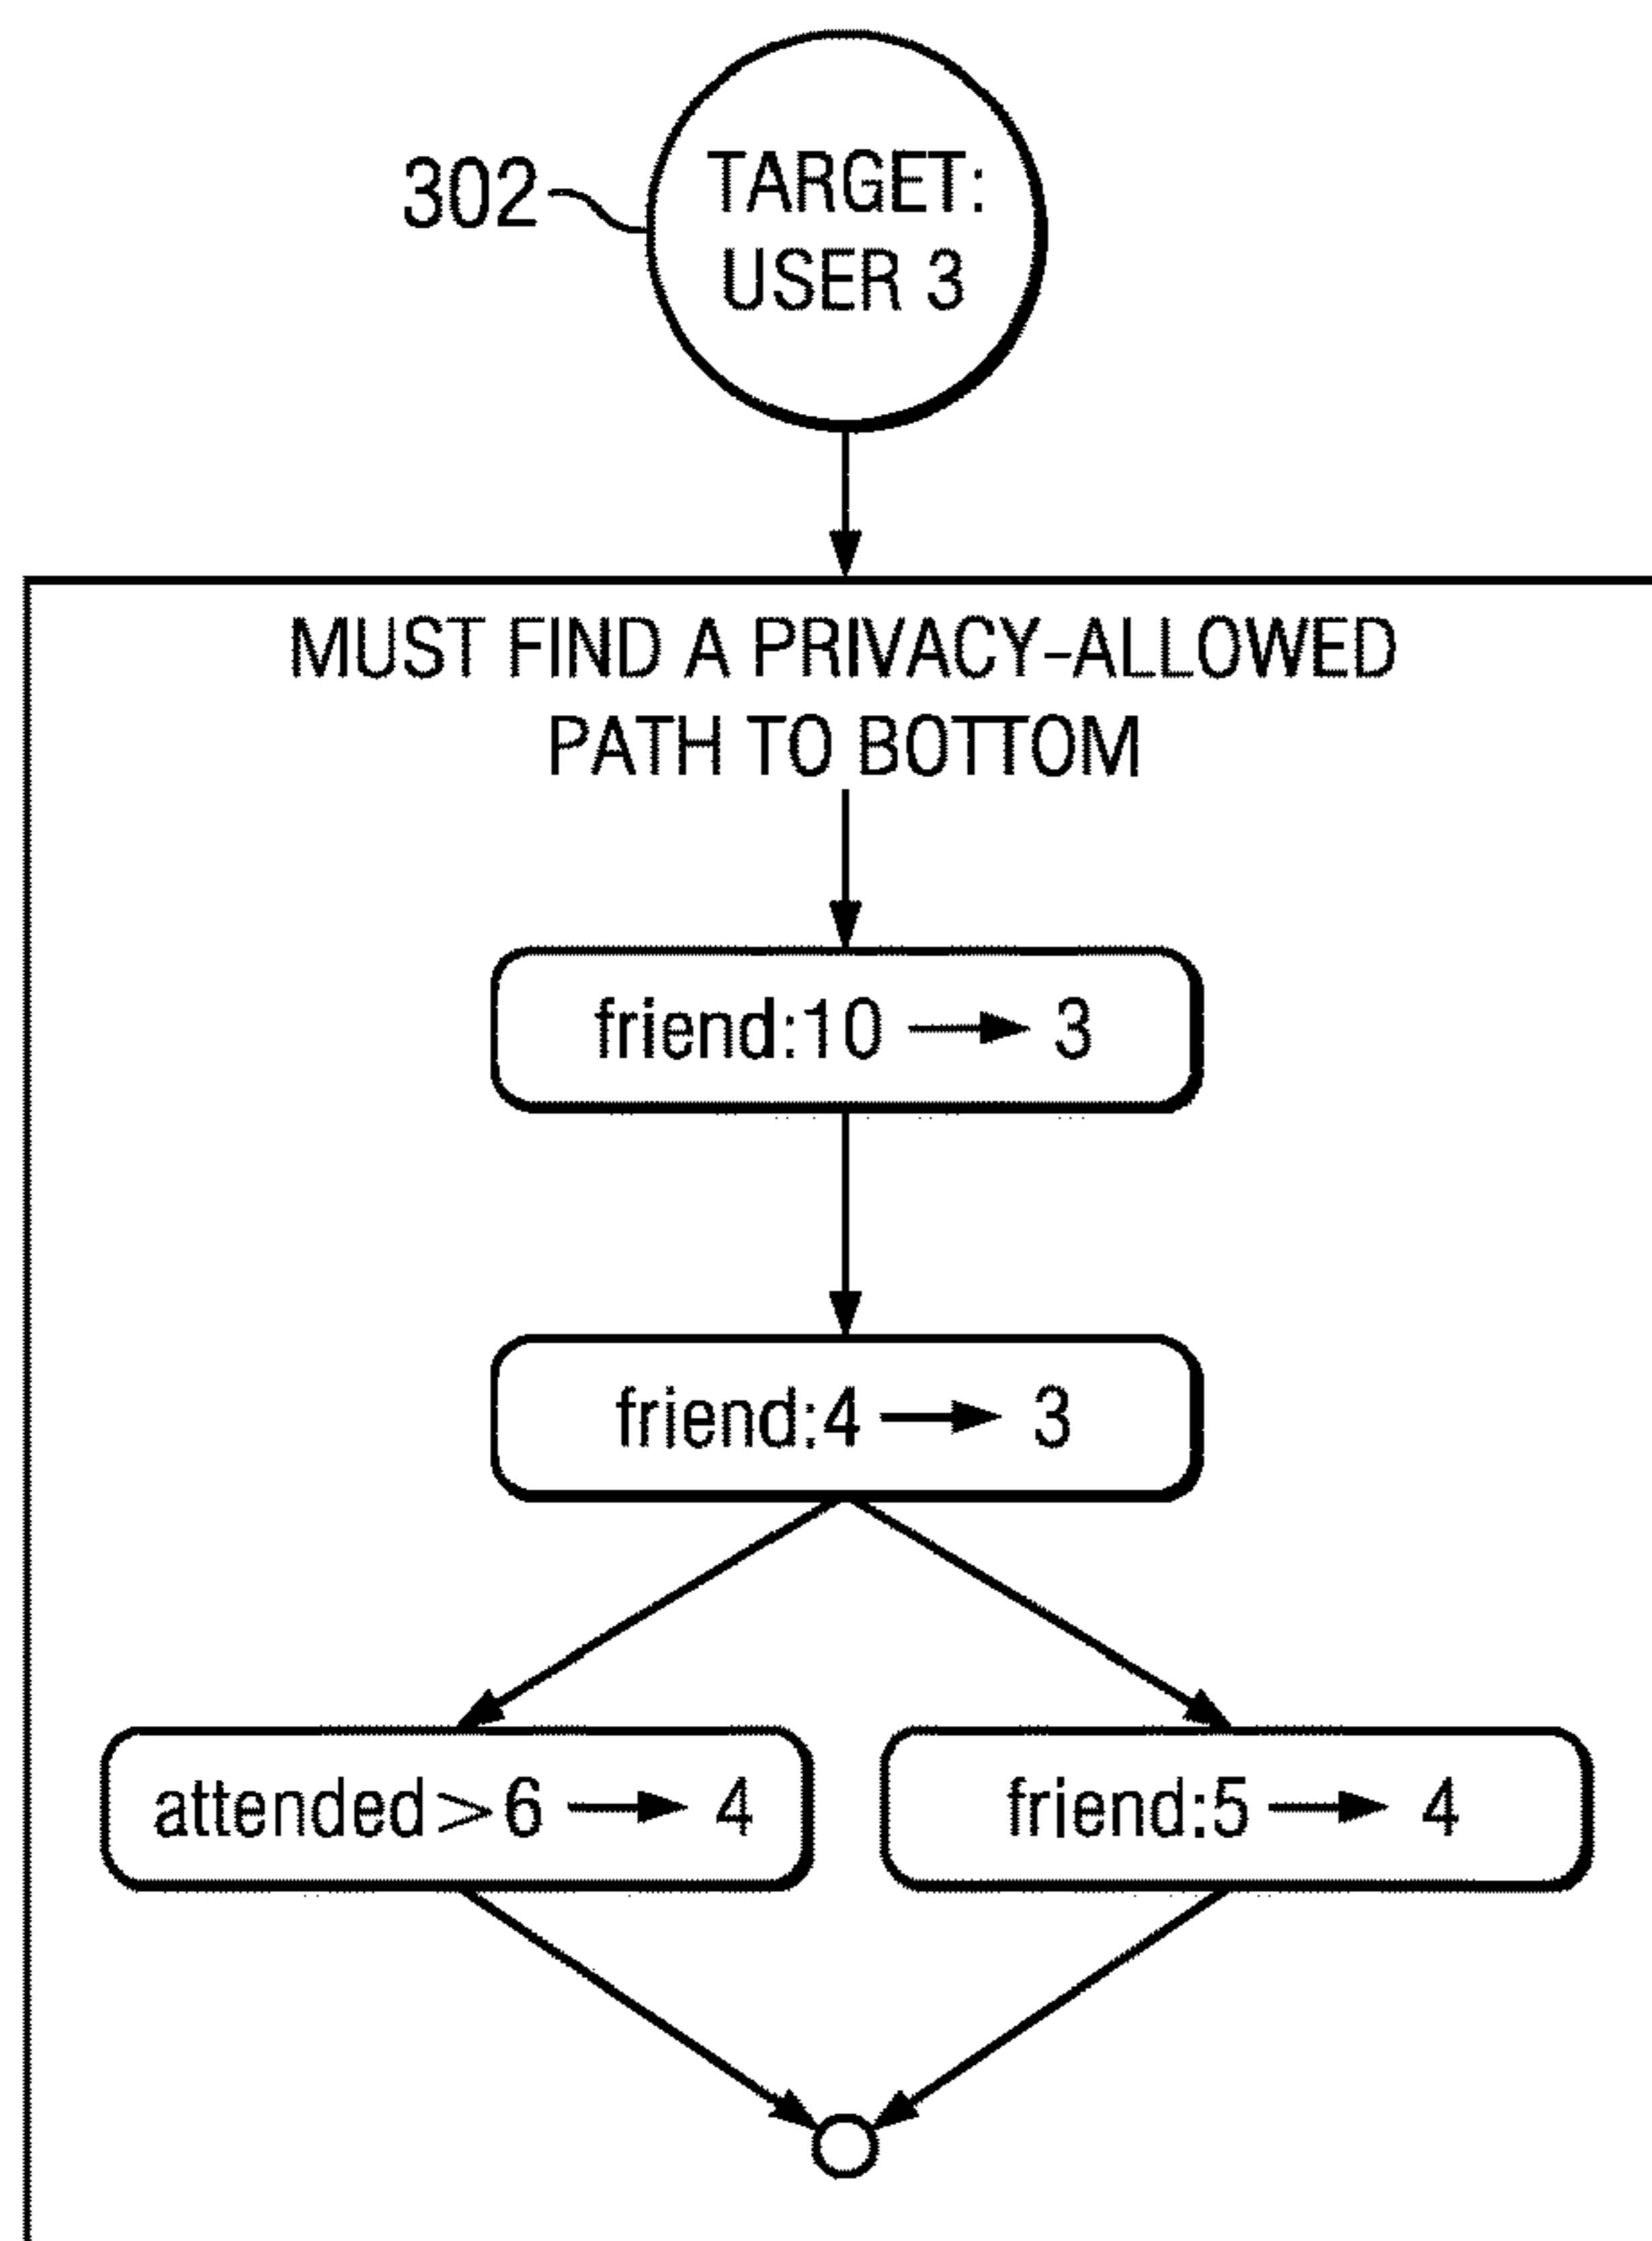 302
TARGET:
USER 3
MUST FIND A PRIVACY-ALLOWED
PATH TO BOTTOM
friend:10 → 3
friend:4 → 3
attended>6 → 4
friend:5 → 4